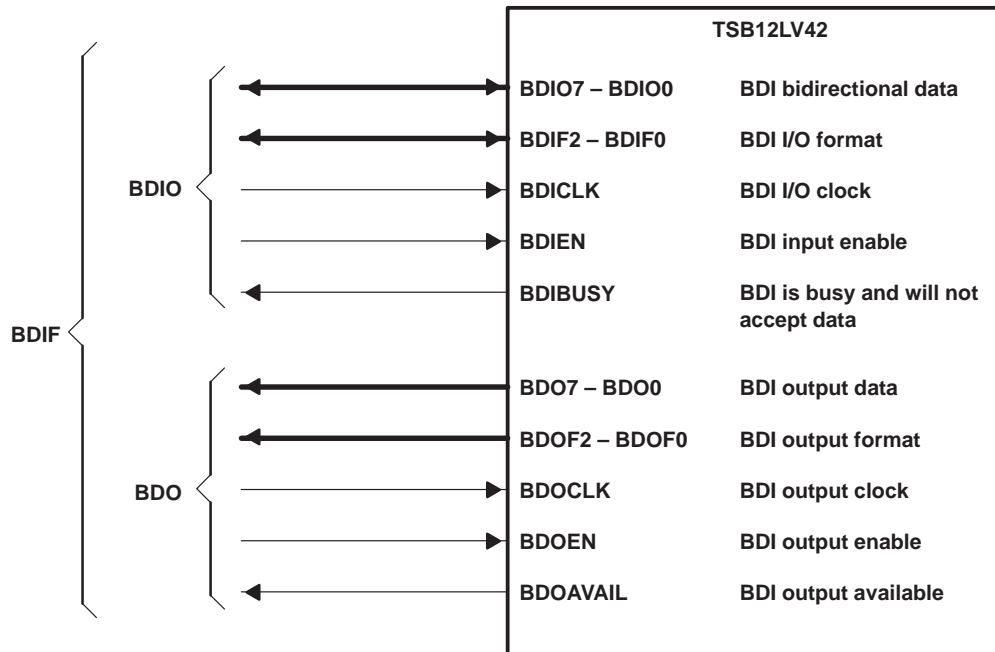 TSB12LV42
BDIO7 – BDIO0 BDI bidirectional data
BDIF2 – BDIF0 BDI I/O format
BDIO
BDICLK BDI I/O clock
BDIEN BDI input enable
BDIBUSY BDI is busy and will not
accept data
BDIF
BDO7 – BDO0 BDI output data
BDOF2 – BDOF0 BDI output format
BDO
BDOCLK BDI output clock
BDOEN BDI output enable
BDOAVAIL BDI output available